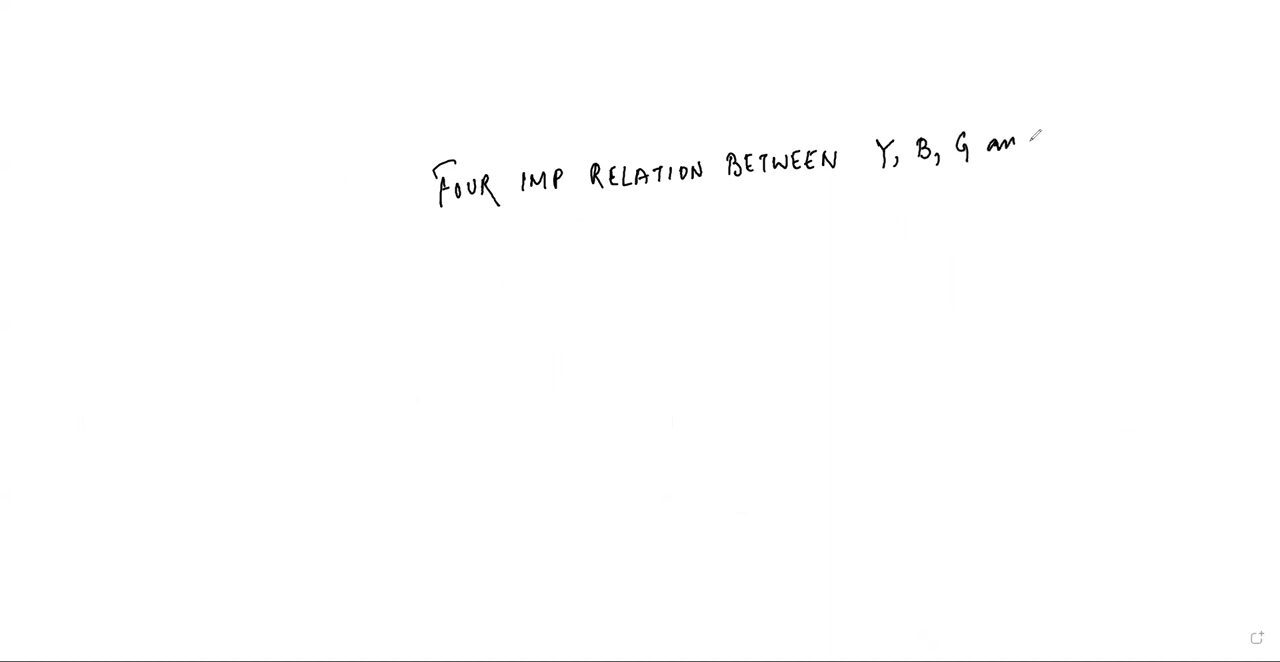 FOUR IMP RELATION BETWEEN Y, B, G an